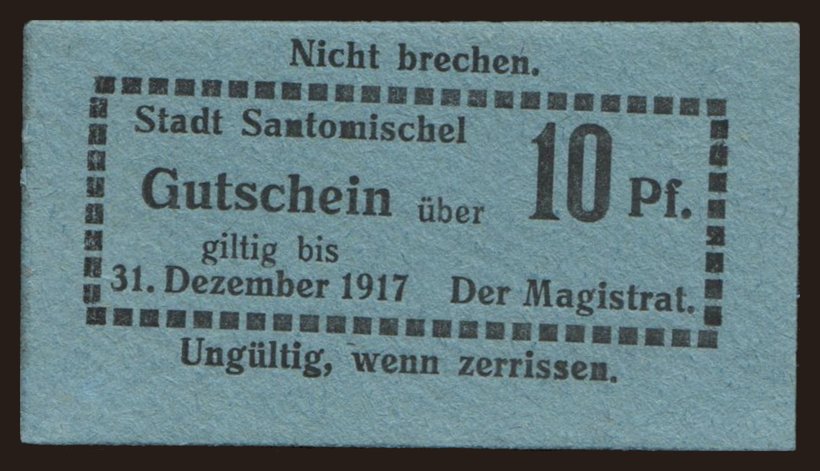 Nicht brechen.
Stadt Santomischel
10 Pf.
Gutschein über
giltig bis
31. Dezember 1917 Der Magistrat.
Ungültig, wenn zerrissen.